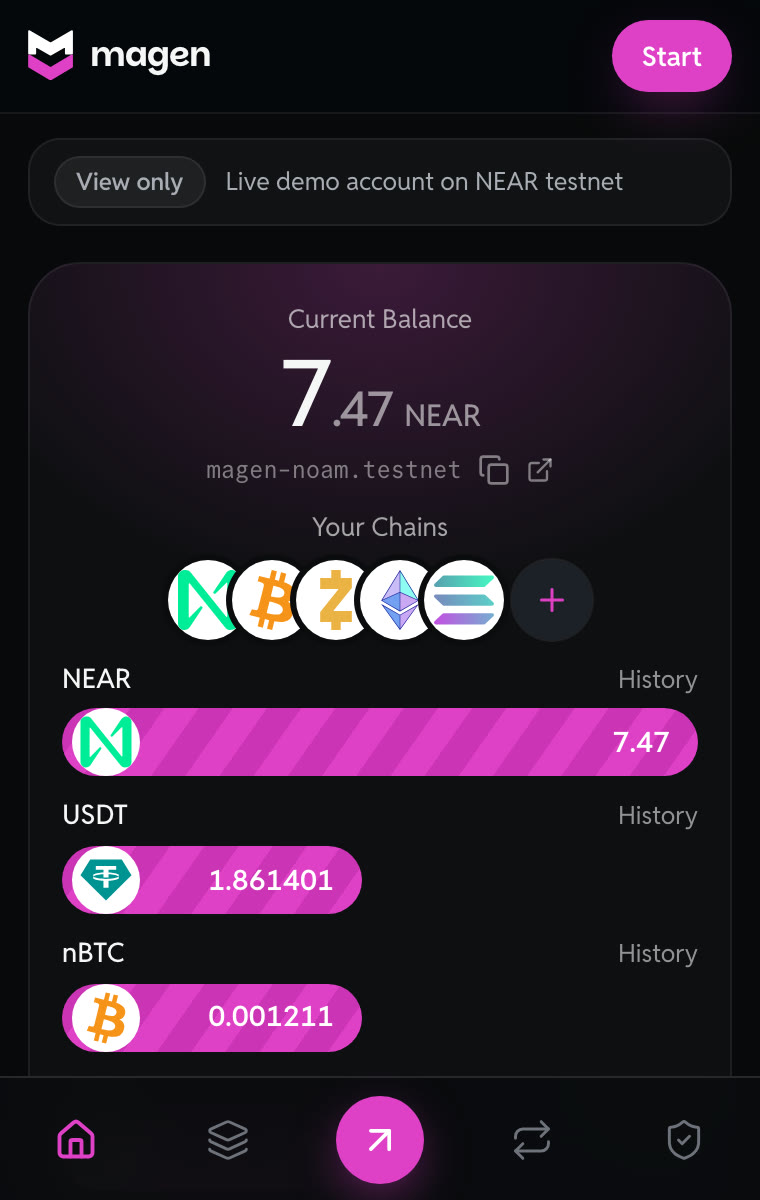 magen
Start
View only
Live demo account on NEAR testnet
Current Balance
7.47 NEAR
magen-noam.testnet
Your Chains
NEAR
History
7.47
USDT
History
1.861401
nBTC
History
0.001211